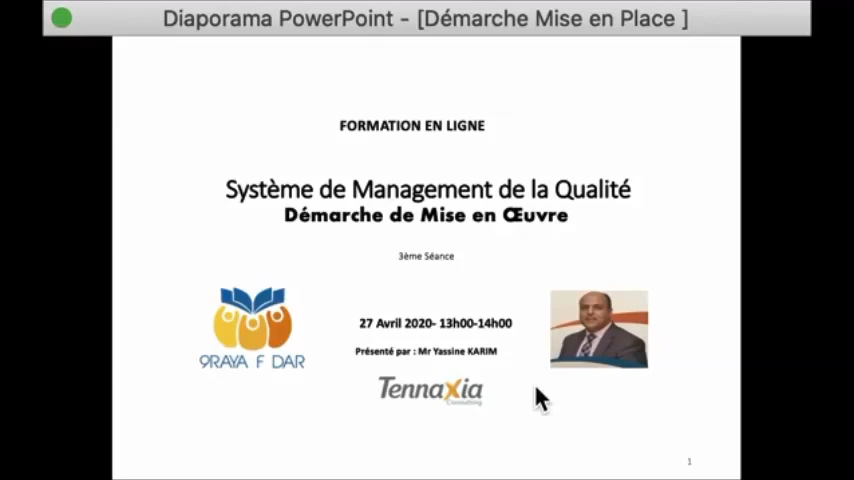 Diaporama PowerPoint - [Démarche Mise en Place ]
FORMATION EN LIGNE
Système de Management de la Qualité
Démarche de Mise en Œuvre
3ème Séance
27 Avril 2020- 13h00-14h00
Présenté par : Mr Yassine KARIM
9RAYA F DAR
Tennaxia
Consulting
1